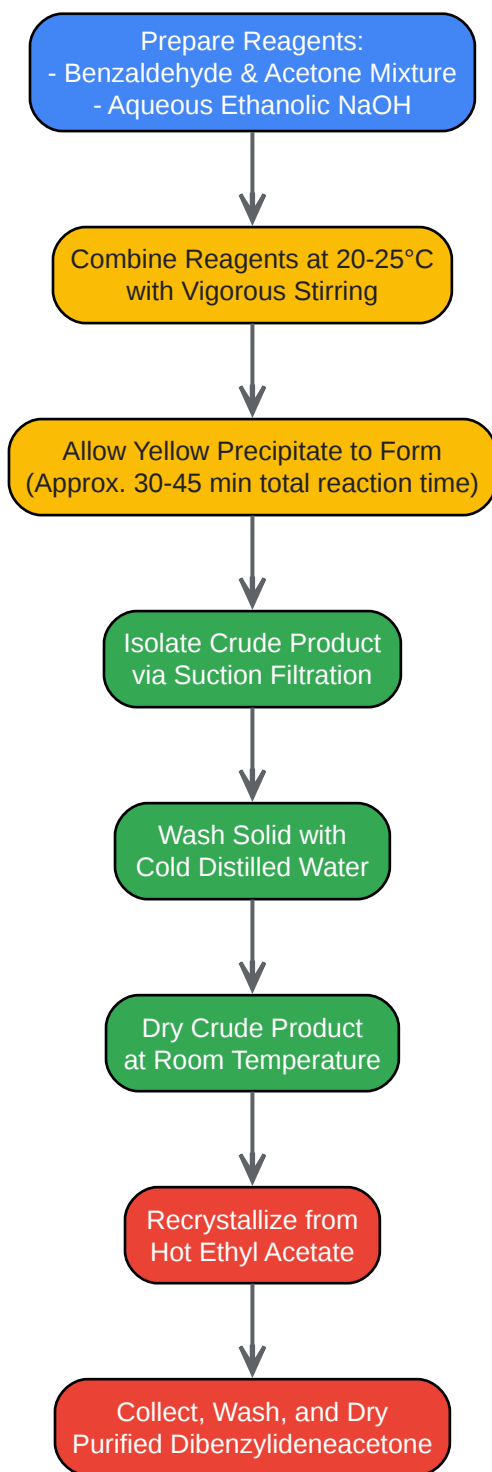 Prepare Reagents:
- Benzaldehyde & Acetone Mixture
- Aqueous Ethanolic NaOH
Combine Reagents at 20-25°C
with Vigorous Stirring
Allow Yellow Precipitate to Form
(Approx. 30-45 min total reaction time)
Isolate Crude Product
via Suction Filtration
Wash Solid with
Cold Distilled Water
Dry Crude Product
at Room Temperature
Recrystallize from
Hot Ethyl Acetate
Collect, Wash, and Dry
Purified Dibenzylideneacetone